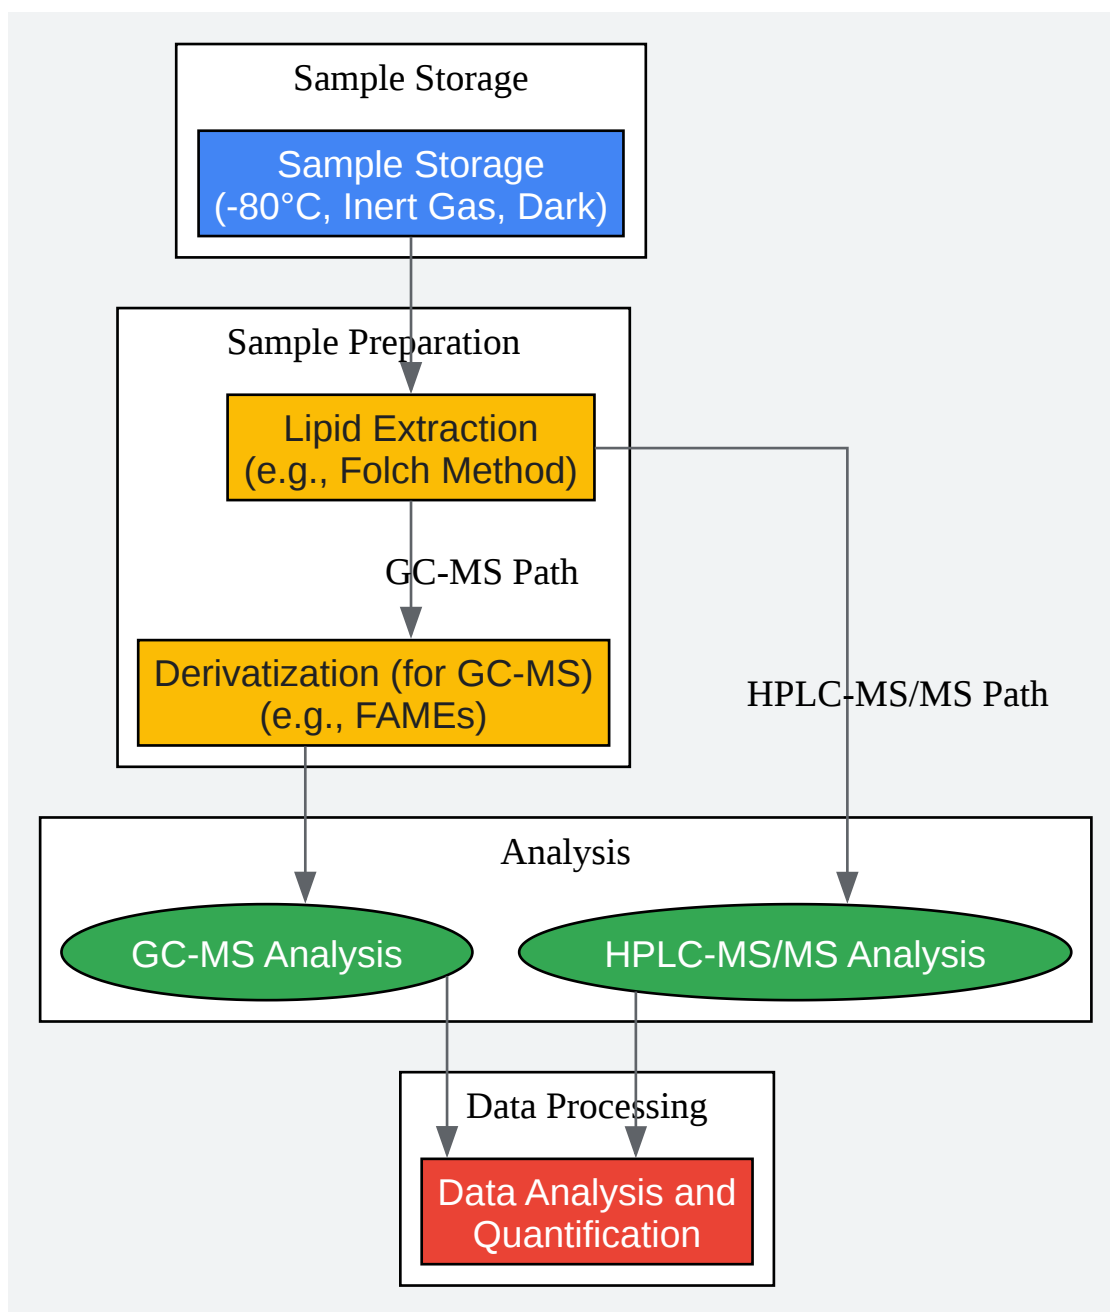 Sample Storage
Sample Storage
(-80°C, Inert Gas, Dark)
Sample Preparation
Lipid Extraction
(e.g., Folch Method)
GC-MS Path
Derivatization (for GC-MS)
(e.g., FAMEs)
HPLC-MS/MS Path
Analysis
GC-MS Analysis
HPLC-MS/MS Analysis
Data Processing
Data Analysis and
Quantification